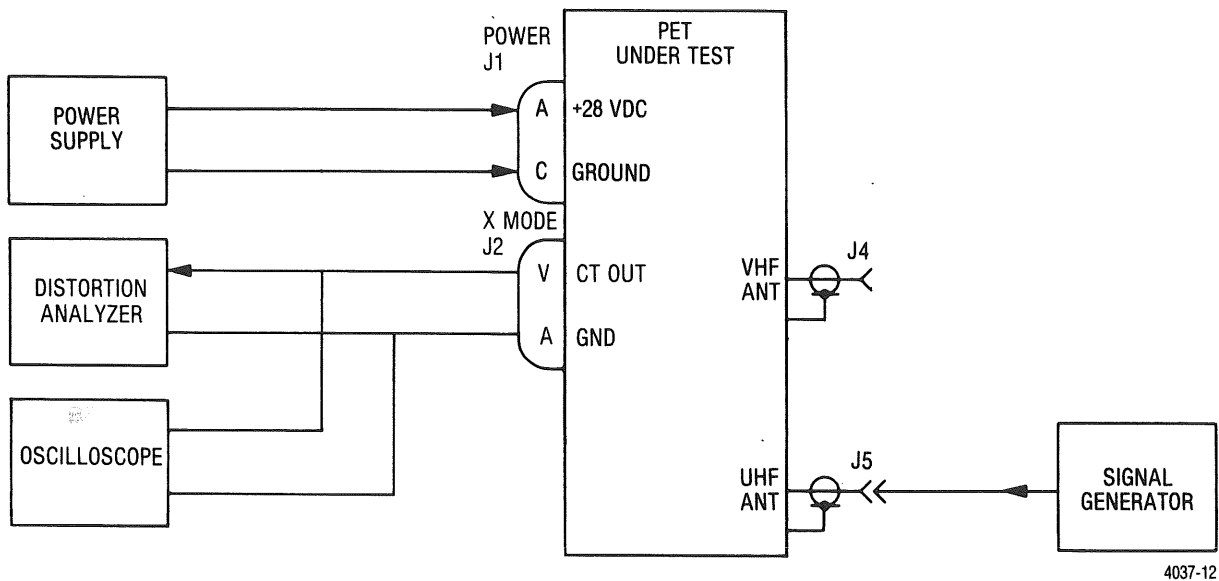 POWER
J1
PET
UNDER TEST
POWER
SUPPLY
A +28 VDC
C GROUND
X MODE
J2
DISTORTION
ANALYZER
V CT OUT
A GND
VHF
ANT
J4
OSCILLOSCOPE
UHF
ANT
J5
SIGNAL
GENERATOR
4037-12